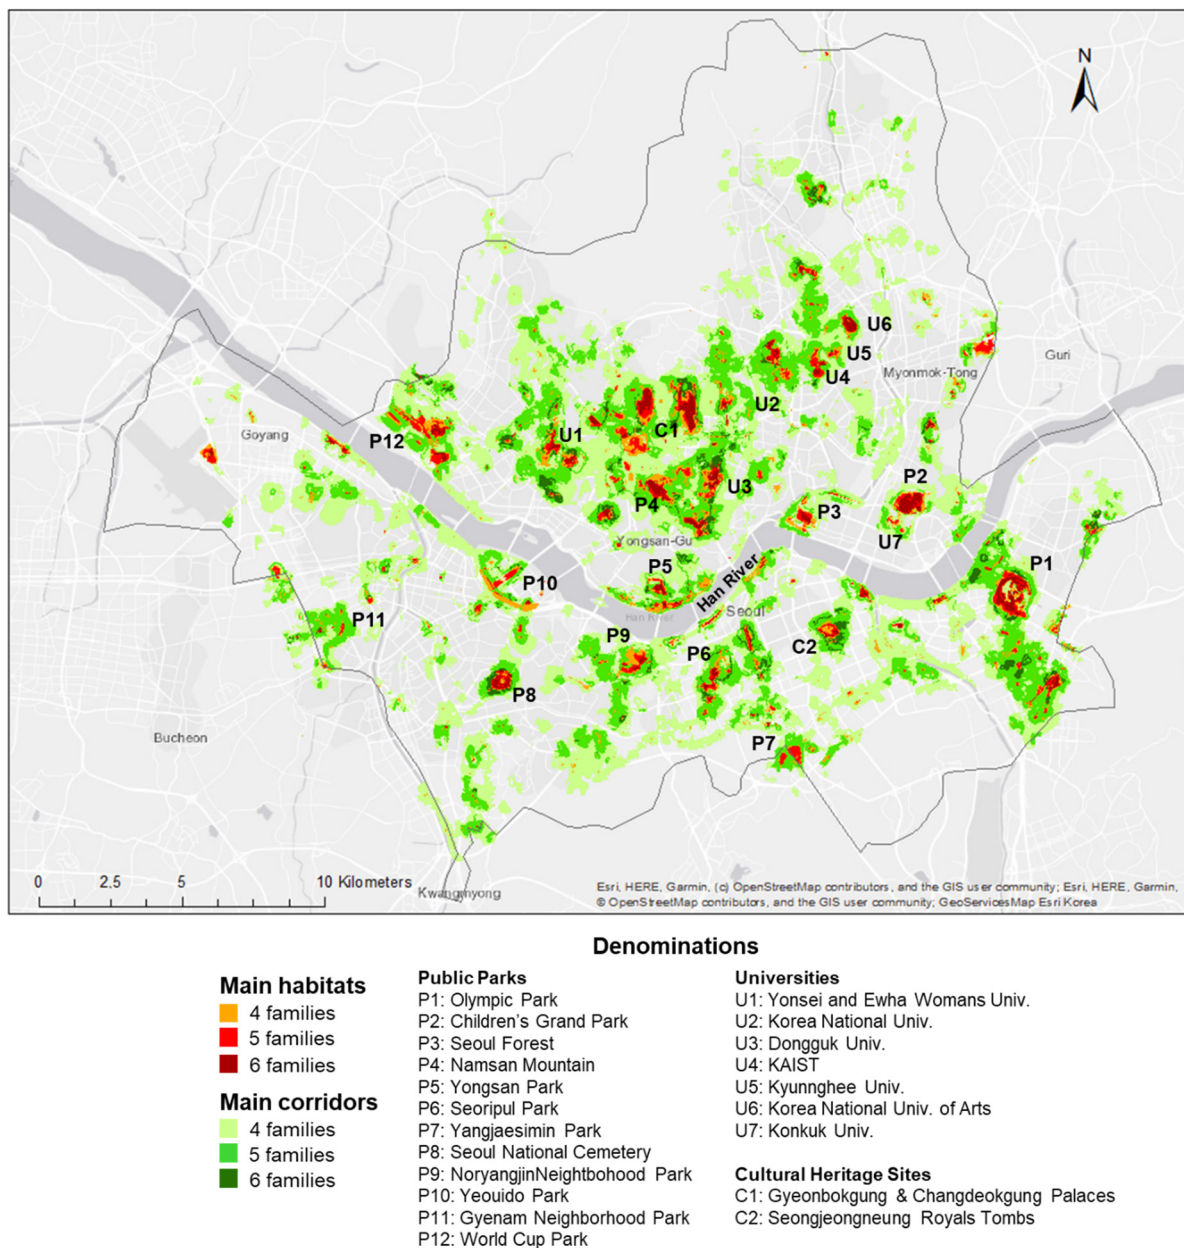 N
Guri
U6
U5
Myonmok-Tong
U4
U2
Goyang
P12
U1
C1
P2
P4
U3
P3
Yongsan-Gu
U7
P10
P5
P1
Han River
Seoul
Han River
P11
P9
P6
C2
P8
P7
Bucheon
0 2.5 5 10 Kilometers
Kwangmyong
Esri, HERE, Garmin, (c) OpenStreetMap contributors, and the GIS user community; Esri, HERE, Garmin,
© OpenStreetMap contributors, and the GIS user community; GeoServicesMap Esri Korea
Denominations
Main habitats
4 families
5 families
6 families
Main corridors
4 families
5 families
6 families
Public Parks
P1: Olympic Park
P2: Children's Grand Park
P3: Seoul Forest
P4: Namsan Mountain
P5: Yongsan Park
P6: Seoripul Park
P7: Yangjaesimin Park
P8: Seoul National Cemetery
P9: NoryangjinNeightbohood Park
P10: Yeouido Park
P11: Gyenam Neighborhood Park
P12: World Cup Park
Universities
U1: Yonsei and Ewha Womans Univ.
U2: Korea National Univ.
U3: Dongguk Univ.
U4: KAIST
U5: Kyunnghee Univ.
U6: Korea National Univ. of Arts
U7: Konkuk Univ.
Cultural Heritage Sites
C1: Gyeonbokgung & Changdeokgung Palaces
C2: Seongjeongneung Royals Tombs